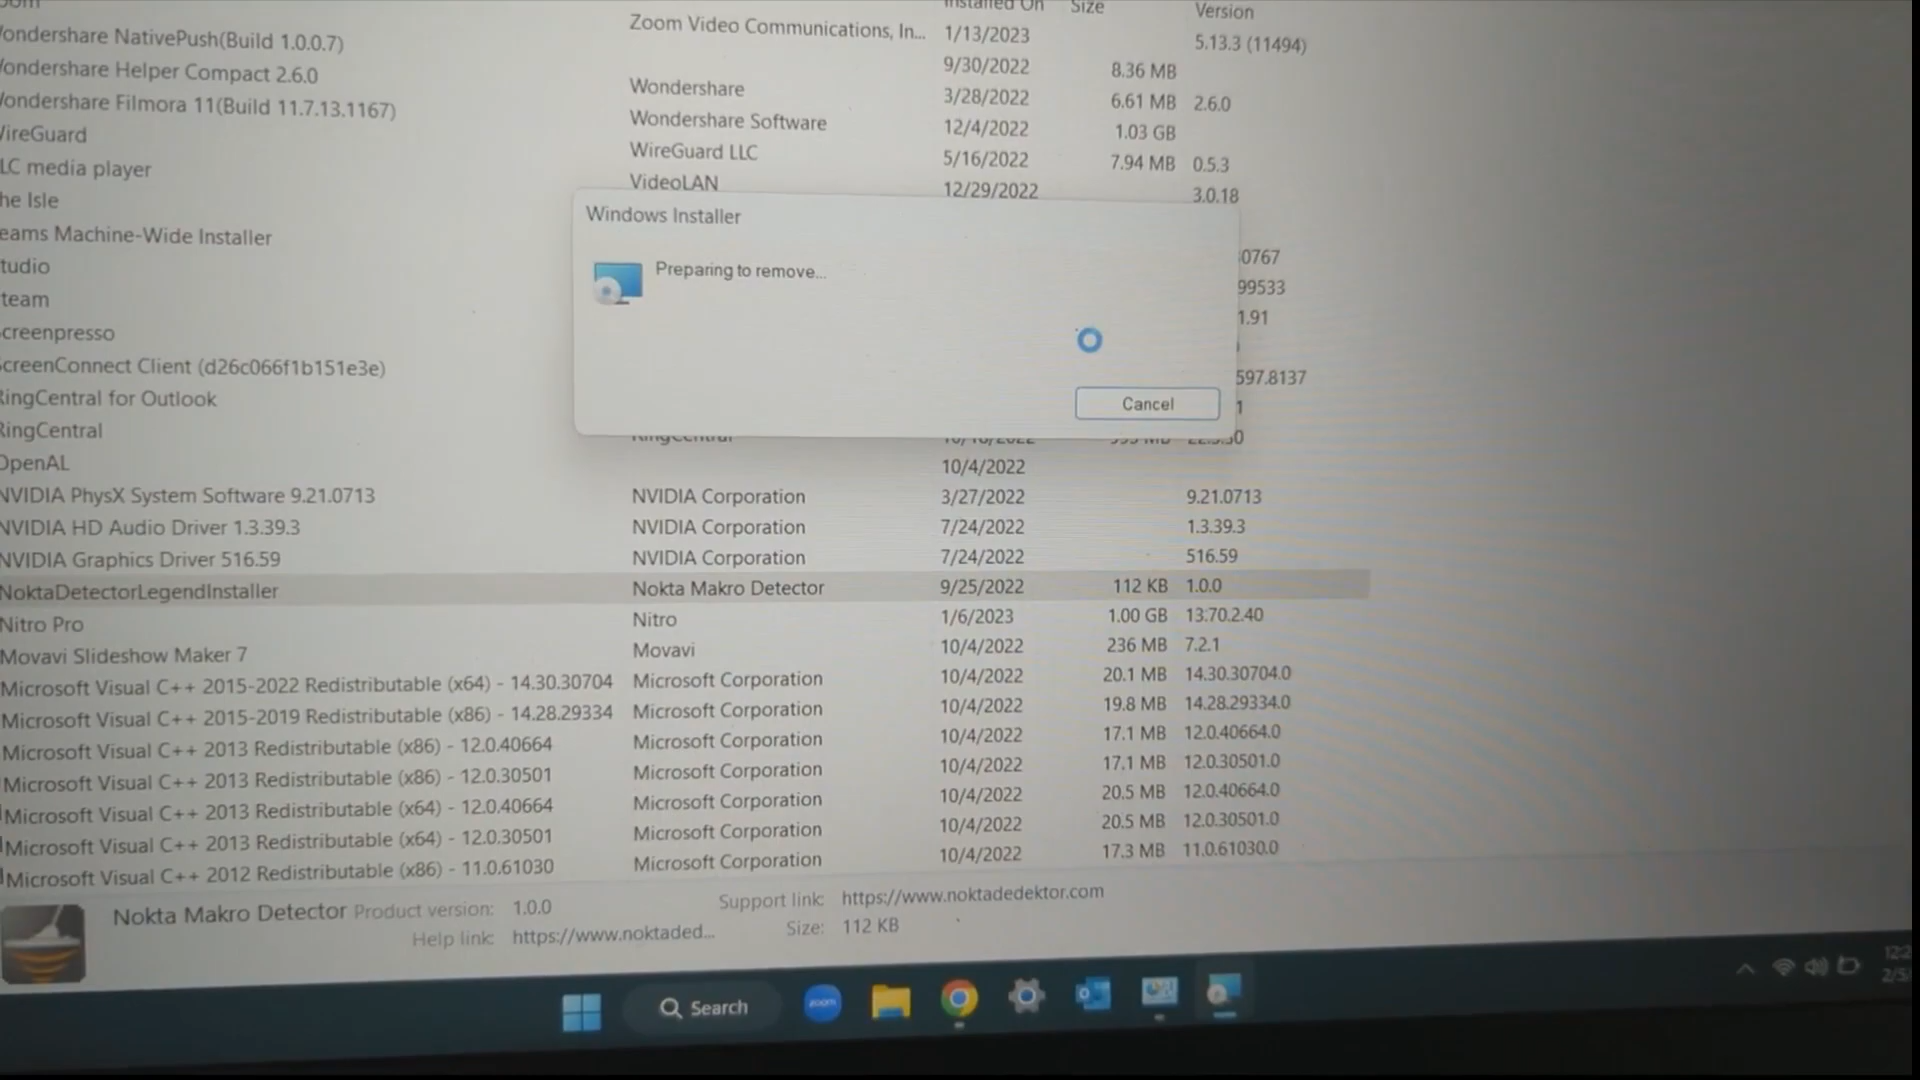 Installed On Size Version
Zoom Video Communications, In... 1/13/2023 5.13.3 (11494)
ondershare NativePush(Build 1.0.0.7) 9/30/2022 8.36 MB
ondershare Helper Compact 2.6.0 Wondershare 3/28/2022 6.61 MB 2.6.0
ondershare Filmora 11(Build 11.7.13.1167) Wondershare Software 12/4/2022 1.03 GB
ireGuard WireGuard LLC 5/16/2022 7.94 MB 0.5.3
LC media player VideoLAN 12/29/2022 3.0.18
he Isle
eams Machine-Wide Installer 0767
tudio 99533
team 1.91
creenpresso
creenConnect Client (d26c066f1b151e3e) 597.8137
RingCentral for Outlook 1
RingCentral RingCentral
OpenAL 10/4/2022
NVIDIA PhysX System Software 9.21.0713 NVIDIA Corporation 3/27/2022 9.21.0713
NVIDIA HD Audio Driver 1.3.39.3 NVIDIA Corporation 7/24/2022 1.3.39.3
NVIDIA Graphics Driver 516.59 NVIDIA Corporation 7/24/2022 516.59
NoktaDetectorLegendInstaller Nokta Makro Detector 9/25/2022 112 KB 1.0.0
Nitro Pro Nitro 1/6/2023 1.00 GB 13.70.2.40
Movavi Slideshow Maker 7 Movavi 10/4/2022 236 MB 7.2.1
Microsoft Visual C++ 2015-2022 Redistributable (x64) - 14.30.30704 Microsoft Corporation 10/4/2022 20.1 MB 14.30.30704.0
Microsoft Visual C++ 2015-2019 Redistributable (x86) - 14.28.29334 Microsoft Corporation 10/4/2022 19.8 MB 14.28.29334.0
Microsoft Visual C++ 2013 Redistributable (x86) - 12.0.40664 Microsoft Corporation 10/4/2022 17.1 MB 12.0.40664.0
Microsoft Visual C++ 2013 Redistributable (x86) - 12.0.30501 Microsoft Corporation 10/4/2022 17.1 MB 12.0.30501.0
Microsoft Visual C++ 2013 Redistributable (x64) - 12.0.40664 Microsoft Corporation 10/4/2022 20.5 MB 12.0.40664.0
Microsoft Visual C++ 2013 Redistributable (x64) - 12.0.30501 Microsoft Corporation 10/4/2022 20.5 MB 12.0.30501.0
Microsoft Visual C++ 2012 Redistributable (x86) - 11.0.61030 Microsoft Corporation 10/4/2022 17.3 MB 11.0.61030.0
Windows Installer
Preparing to remove...
Cancel
Nokta Makro Detector Product version: 1.0.0 Support link: https://www.noktadedektor.com
Help link: https://www.noktaded... Size: 112 KB
Search
zoom
12:2
2/5/